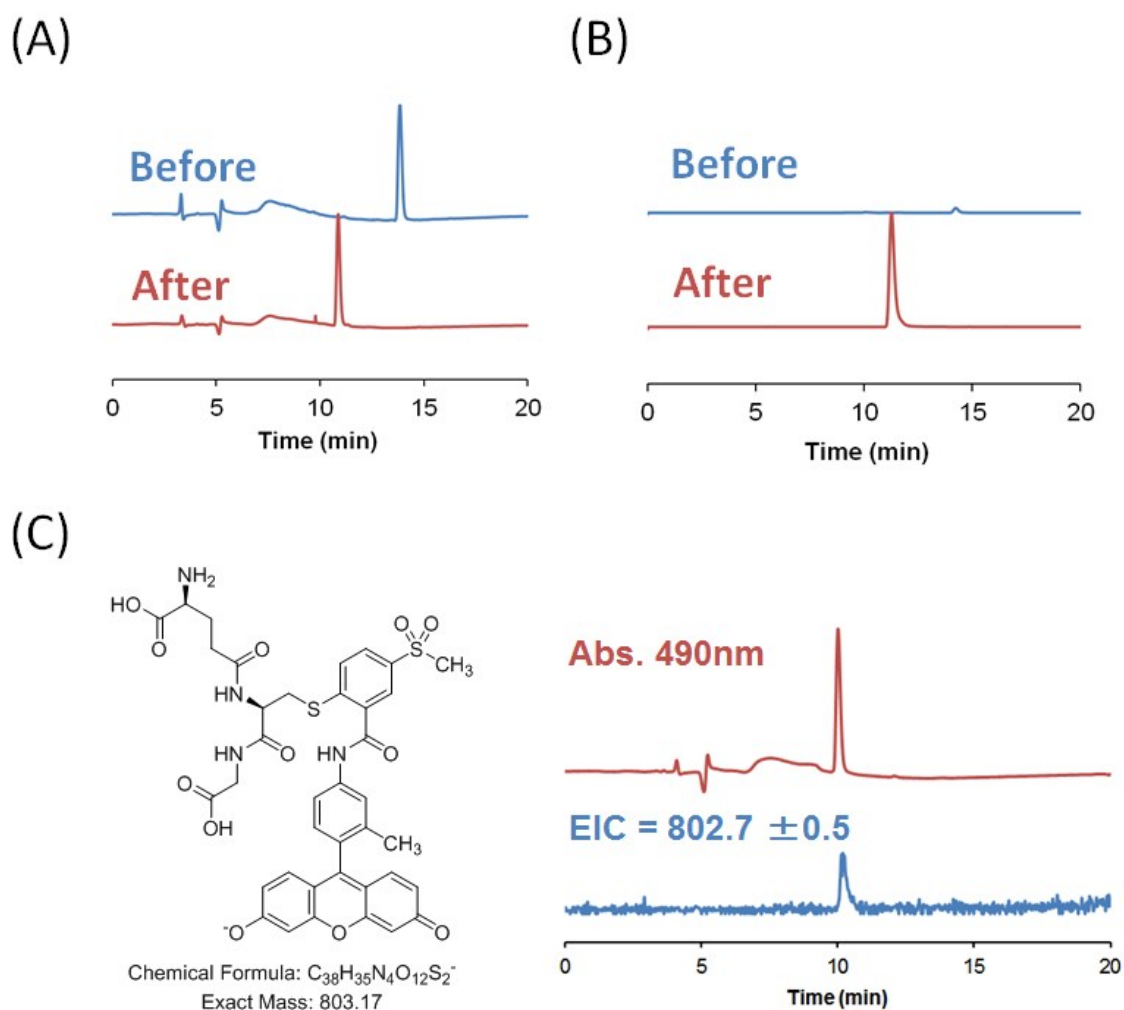 (A)
Before
After
0 5 10 15 20
Time (min)
(B)
Before
After
0 5 10 15 20
Time (min)
(C)
NH2
HO
O
O
HN
S
O
O
S
CH3
HN
O
HN
O
O
OH
CH3
-O
O
O
Chemical Formula: C38H35N4O12S2-
Exact Mass: 803.17
Abs. 490nm
EIC = 802.7 ±0.5
0 5 10 15 20
Time (min)